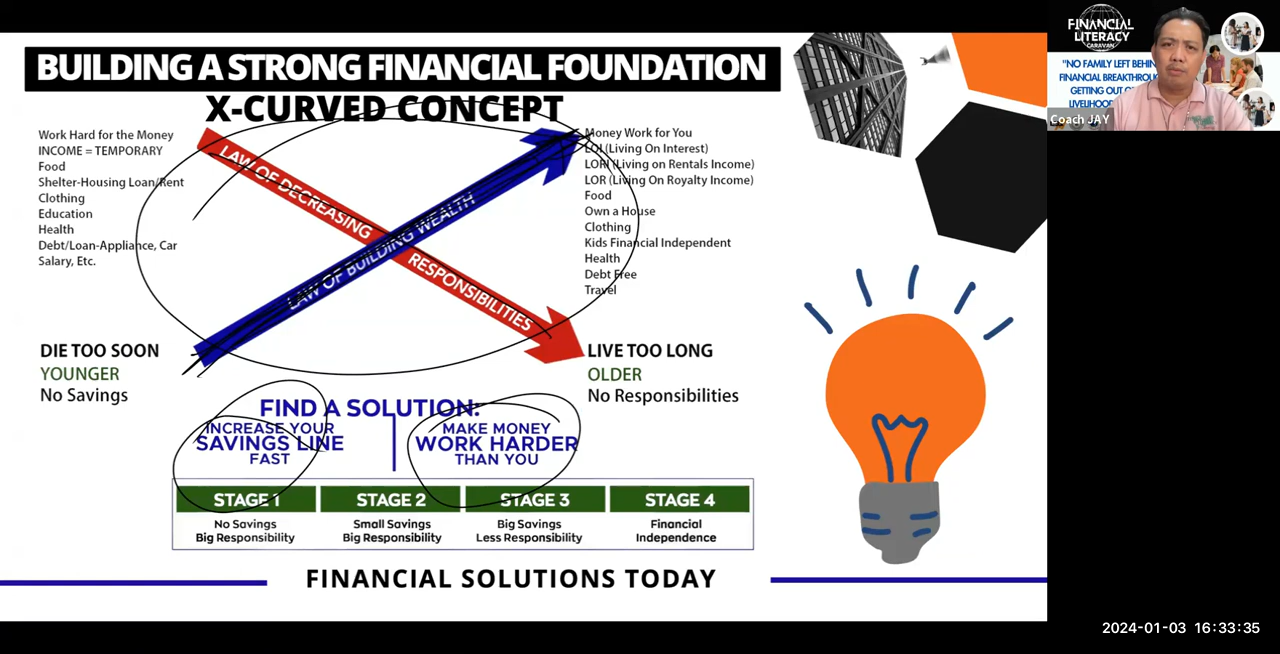 BUILDING A STRONG FINANCIAL FOUNDATION
X-CURVED CONCEPT
Work Hard for the Money
INCOME = TEMPORARY
Food
Shelter-Housing Loan/Rent
Clothing
Education
Health
Debt/Loan-Appliance, Car
Salary, Etc.
LAW OF DECREASING RESPONSIBILITIES
LAW OF BUILDING WEALTH
Money Work for You
LOI (Living On Interest)
LORI (Living on Rentals Income)
LOR (Living On Royalty Income)
Food
Own a House
Clothing
Kids Financial Independent
Health
Debt Free
Travel
DIE TOO SOON
YOUNGER
No Savings
LIVE TOO LONG
OLDER
No Responsibilities
FIND A SOLUTION:
INCREASE YOUR
SAVINGS LINE
FAST
MAKE MONEY
WORK HARDER
THAN YOU
STAGE 1
STAGE 2
STAGE 3
STAGE 4
No Savings
Big Responsibility
Small Savings
Big Responsibility
Big Savings
Less Responsibility
Financial
Independence
FINANCIAL SOLUTIONS TODAY
FINANCIAL
LITERACY
CARAVAN
"NO FAMILY LEFT BEHIN
FINANCIAL BREAKTHROUG
GETTING OUT O
LIVELIHOO
Coach JAY
2024-01-03 16:33:35